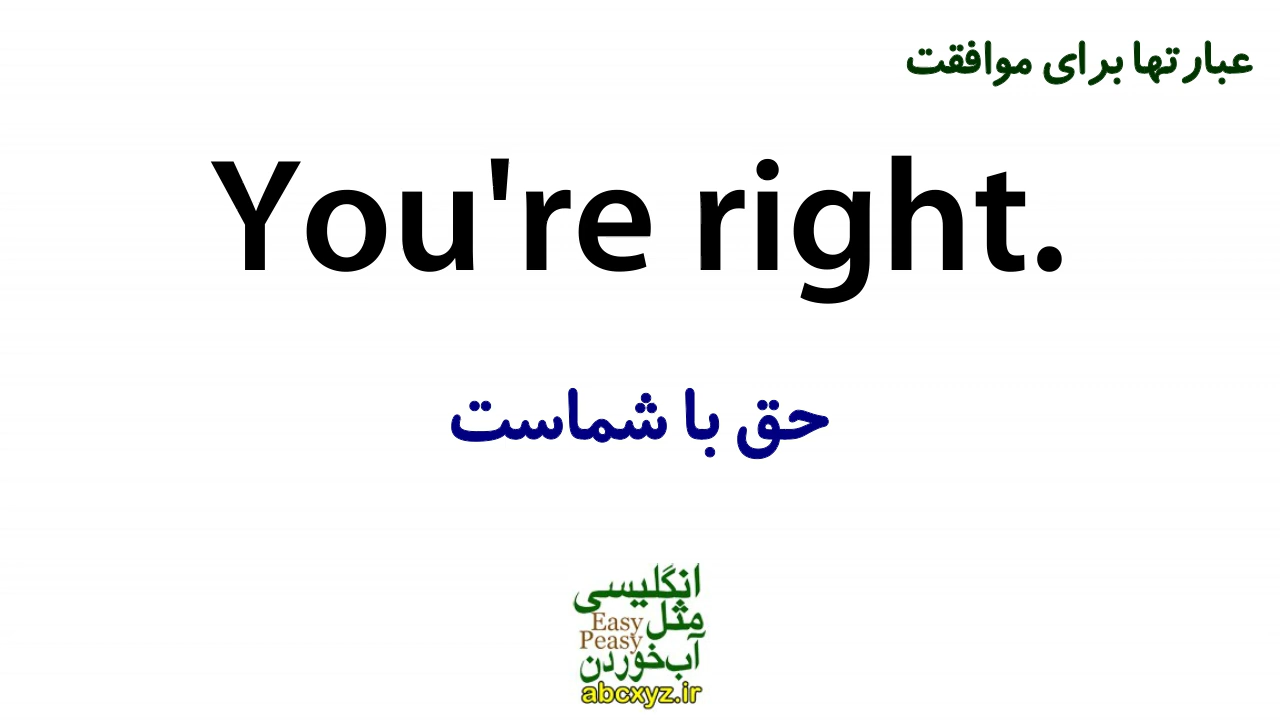 عبارتها برای موافقت
You're right.
حق با شماست
انگلیسی
مثل
Easy
Peasy
آب‌خوردن
abcxyz.ir